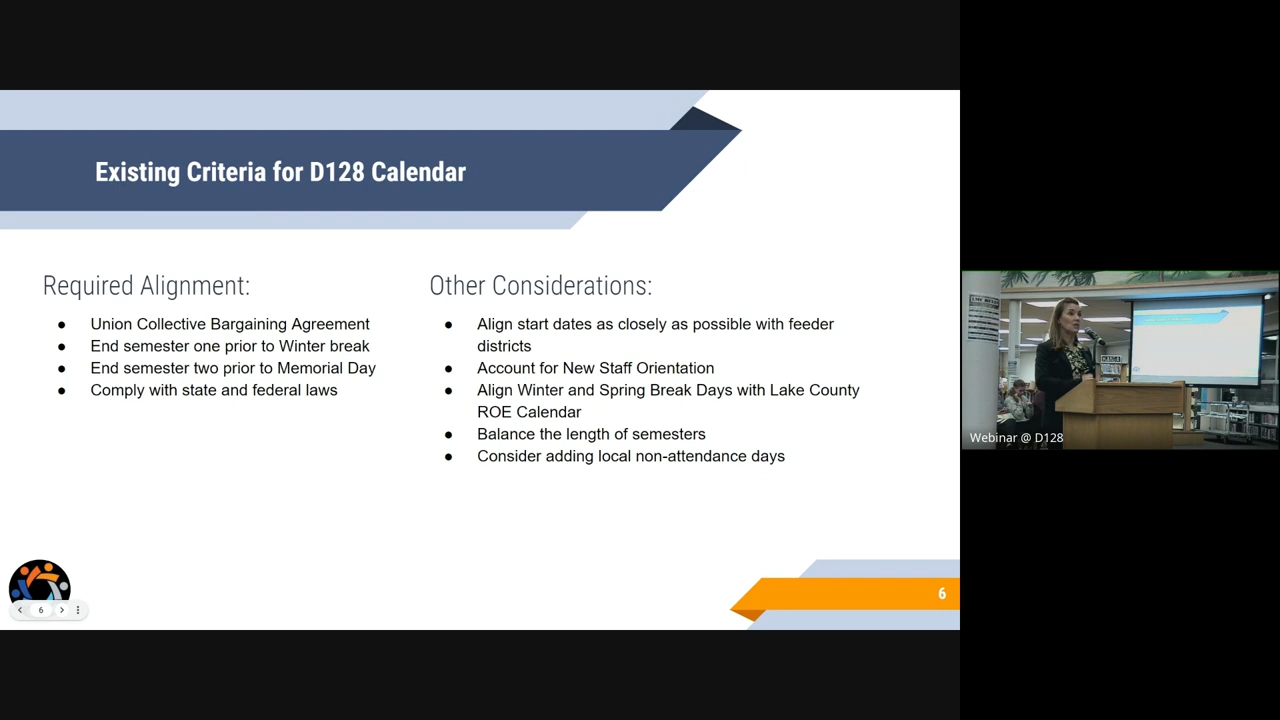 Existing Criteria for D128 Calendar
Required Alignment:
● Union Collective Bargaining Agreement
● End semester one prior to Winter break
● End semester two prior to Memorial Day
● Comply with state and federal laws
Other Considerations:
● Align start dates as closely as possible with feeder
districts
● Account for New Staff Orientation
● Align Winter and Spring Break Days with Lake County
ROE Calendar
● Balance the length of semesters
● Consider adding local non-attendance days
6
6
Webinar @ D128